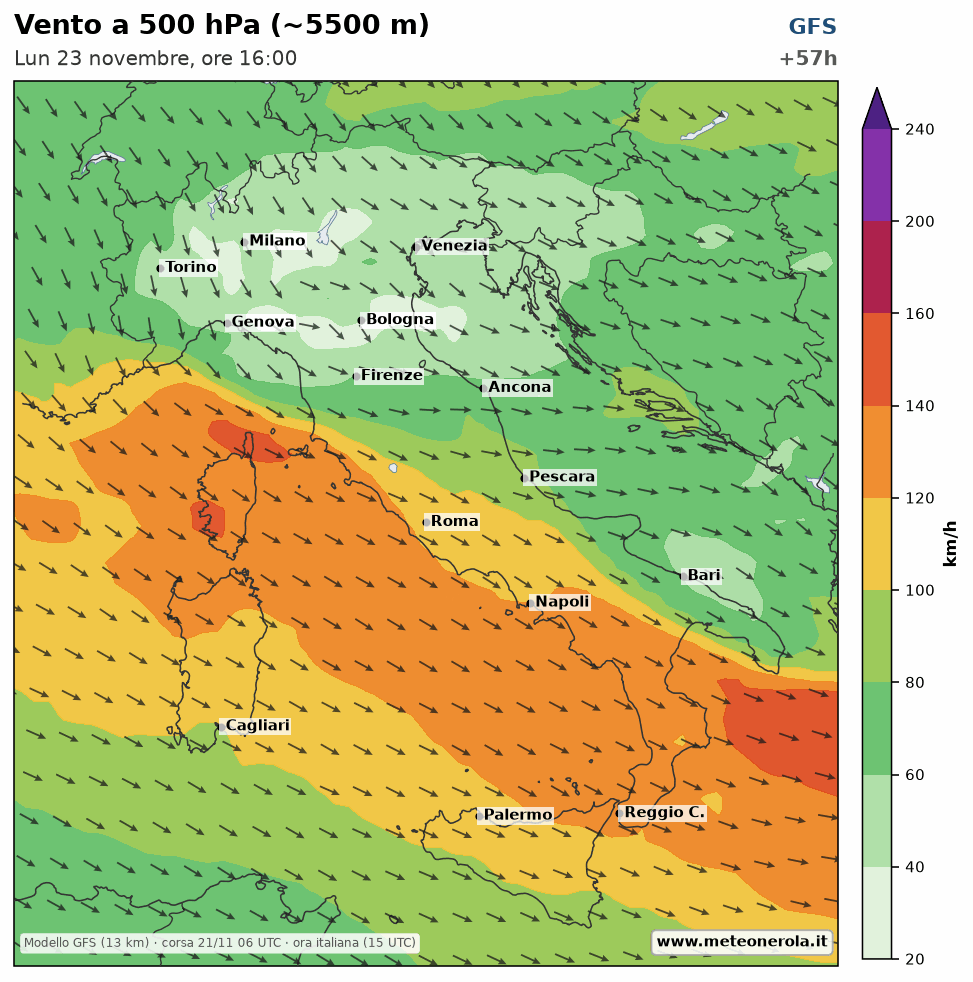 Vento a 500 hPa (~5500 m)
GFS
Lun 23 novembre, ore 16:00
+57h
240
200
160
140
120
100
80
60
40
20
km/h
Milano
Venezia
Torino
Genova
Bologna
Firenze
Ancona
Pescara
Roma
Bari
Napoli
Cagliari
Palermo
Reggio C.
Modello GFS (13 km) · corsa 21/11 06 UTC · ora italiana (15 UTC)
www.meteonerola.it